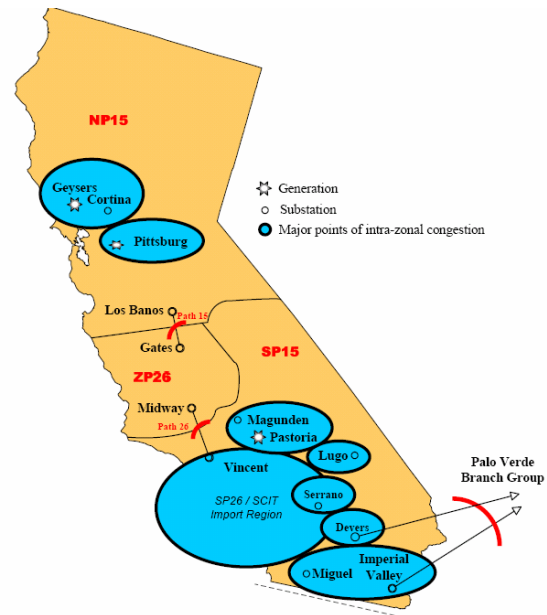 NP15
Geysers
Cortina
Pittsburg
Generation
Substation
Major points of intra-zonal congestion
Los Banos
Path 15
Gates
SP15
ZP26
Midway
Path 26
Magunden
Pastoria
Lugo
Vincent
SP26 / SCIT
Import Region
Serrano
Devers
Palo Verde
Branch Group
Imperial
Valley
Miguel